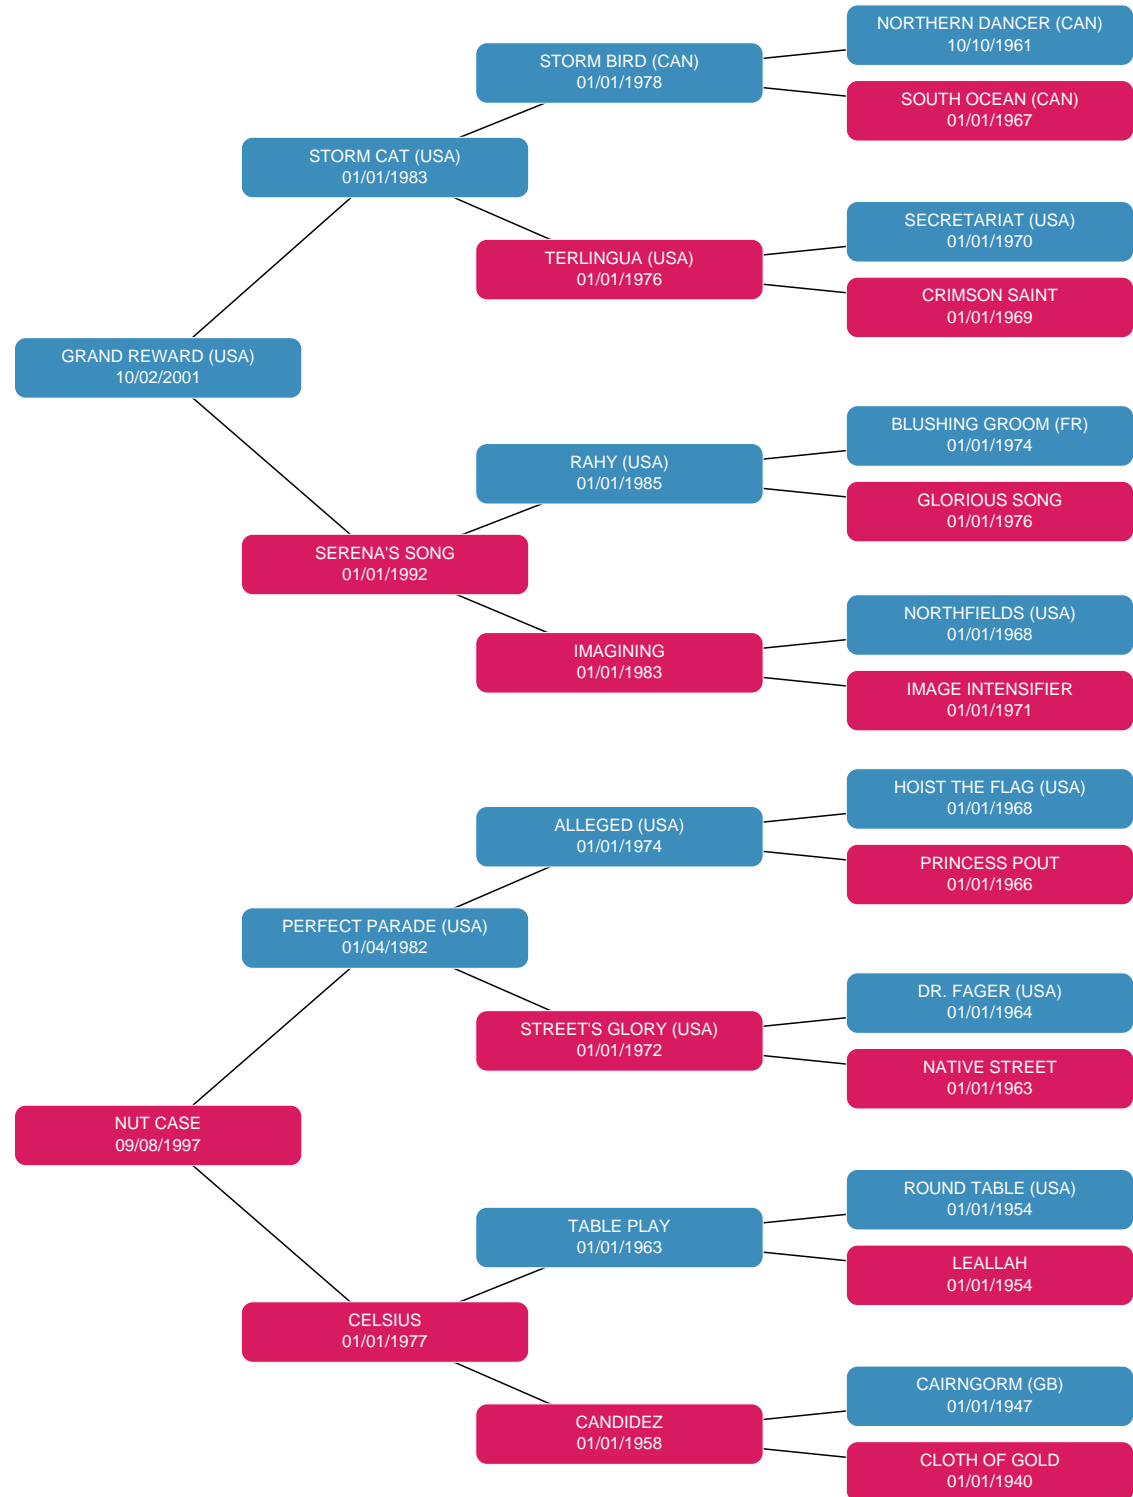 NORTHERN DANCER (CAN)
10/10/1961
STORM BIRD (CAN)
01/01/1978
SOUTH OCEAN (CAN)
01/01/1967
STORM CAT (USA)
01/01/1983
SECRETARIAT (USA)
01/01/1970
TERLINGUA (USA)
01/01/1976
CRIMSON SAINT
01/01/1969
GRAND REWARD (USA)
10/02/2001
BLUSHING GROOM (FR)
01/01/1974
RAHY (USA)
01/01/1985
GLORIOUS SONG
01/01/1976
SERENA'S SONG
01/01/1992
NORTHFIELDS (USA)
01/01/1968
IMAGINING
01/01/1983
IMAGE INTENSIFIER
01/01/1971
HOIST THE FLAG (USA)
01/01/1968
ALLEGED (USA)
01/01/1974
PRINCESS POUT
01/01/1966
PERFECT PARADE (USA)
01/04/1982
DR. FAGER (USA)
01/01/1964
STREET'S GLORY (USA)
01/01/1972
NATIVE STREET
01/01/1963
NUT CASE
09/08/1997
ROUND TABLE (USA)
01/01/1954
TABLE PLAY
01/01/1963
LEALLAH
01/01/1954
CELSIUS
01/01/1977
CAIRNGORM (GB)
01/01/1947
CANDIDEZ
01/01/1958
CLOTH OF GOLD
01/01/1940